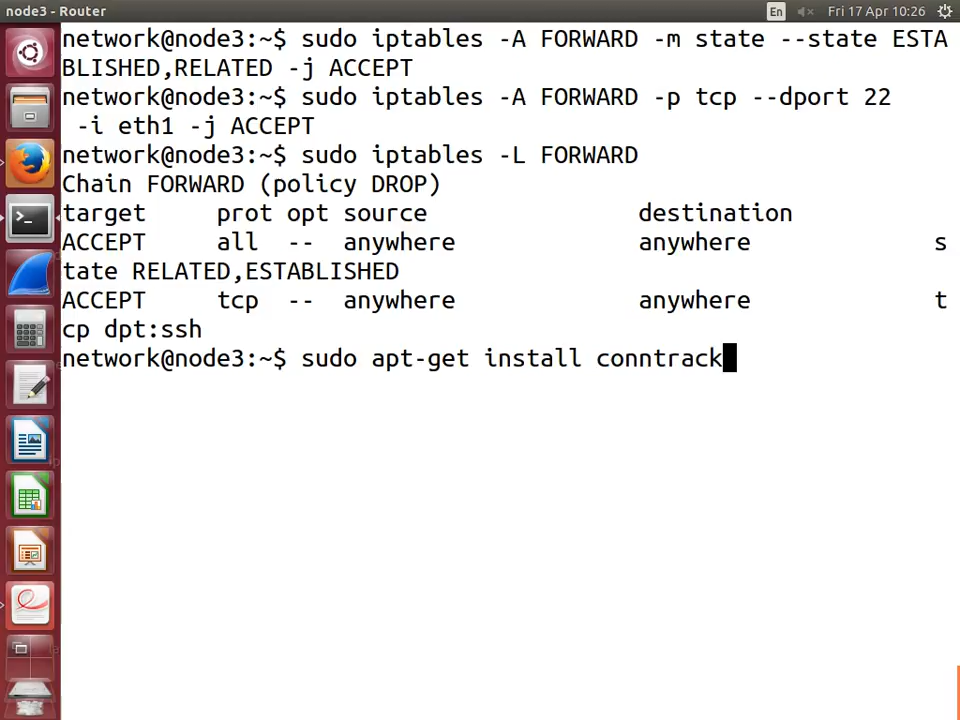 node3 - Router
En
Fri 17 Apr 10:26
network@node3:~$ sudo iptables -A FORWARD -m state --state ESTA
BLISHED,RELATED -j ACCEPT
network@node3:~$ sudo iptables -A FORWARD -p tcp --dport 22
 -i eth1 -j ACCEPT
network@node3:~$ sudo iptables -L FORWARD
Chain FORWARD (policy DROP)
target     prot opt source               destination
ACCEPT     all  --  anywhere             anywhere             s
tate RELATED,ESTABLISHED
ACCEPT     tcp  --  anywhere             anywhere             t
cp dpt:ssh
network@node3:~$ sudo apt-get install conntrack